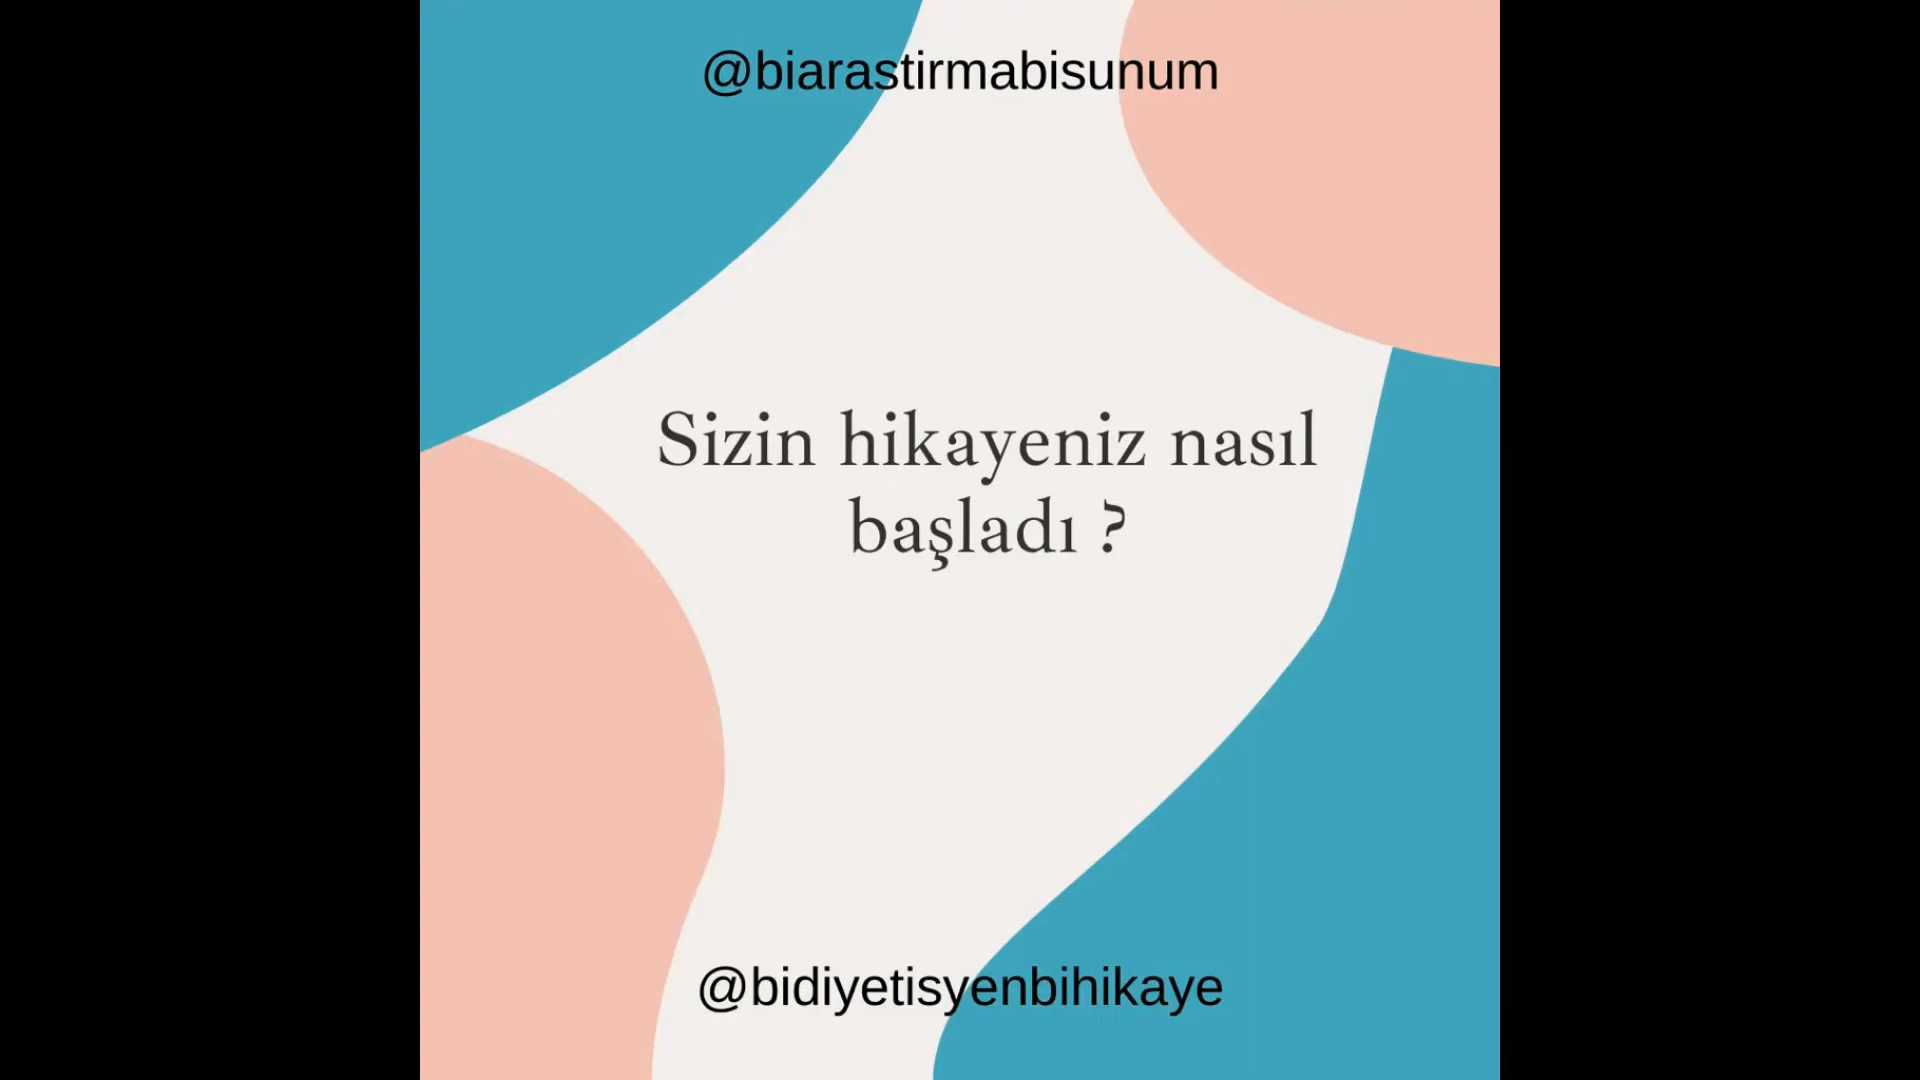 @biarastirmabisunum
Sizin hikayeniz nasıl
başladı ?
@bidiyetisyenbihikaye